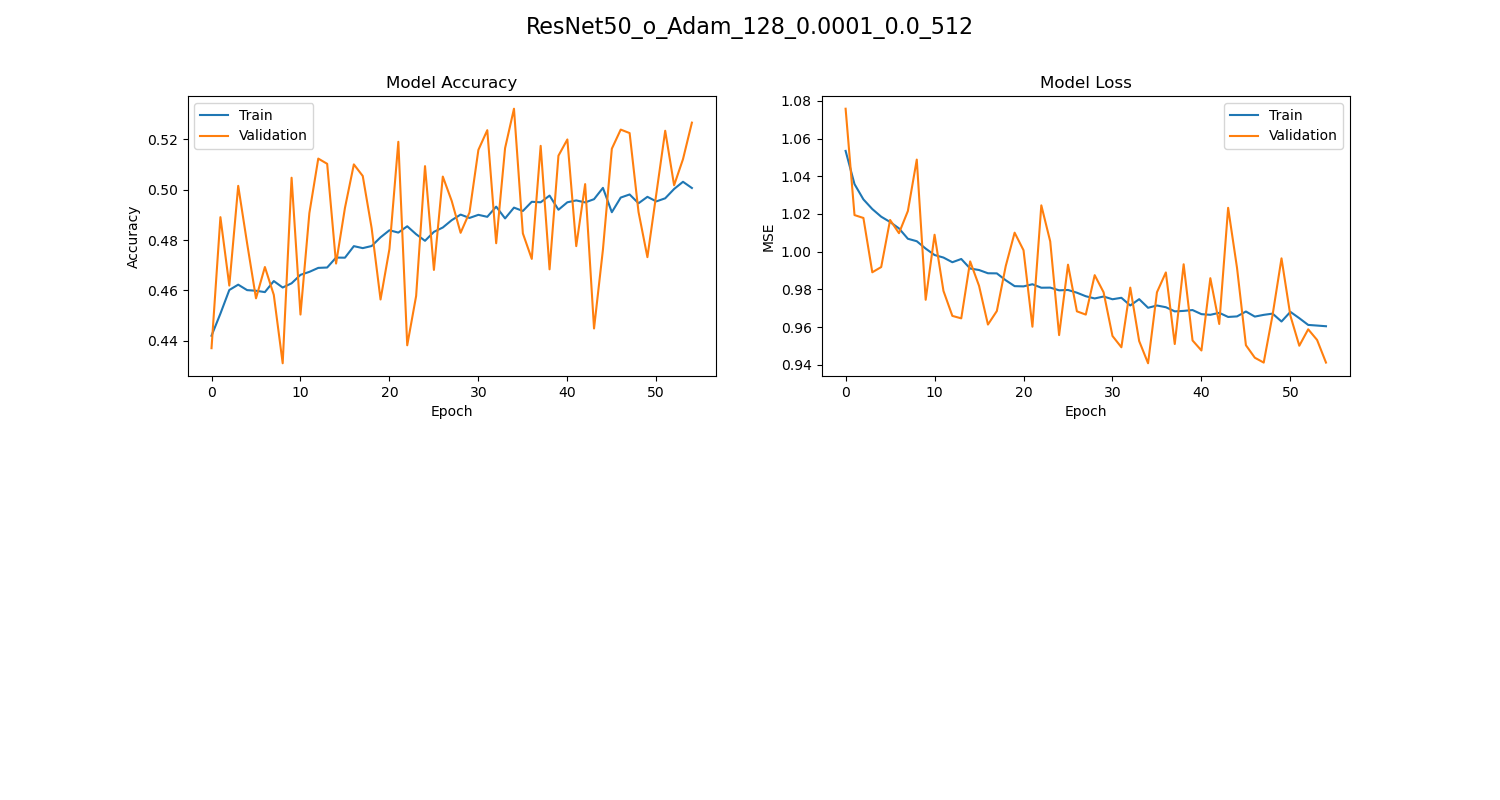 ResNet50_o_Adam_128_0.0001_0.0_512
Model Accuracy
Train
Validation
0.52
0.50
0.48
0.46
0.44
Accuracy
0 10 20 30 40 50
Epoch
Model Loss
Train
Validation
1.08
1.06
1.04
1.02
1.00
0.98
0.96
0.94
MSE
0 10 20 30 40 50
Epoch